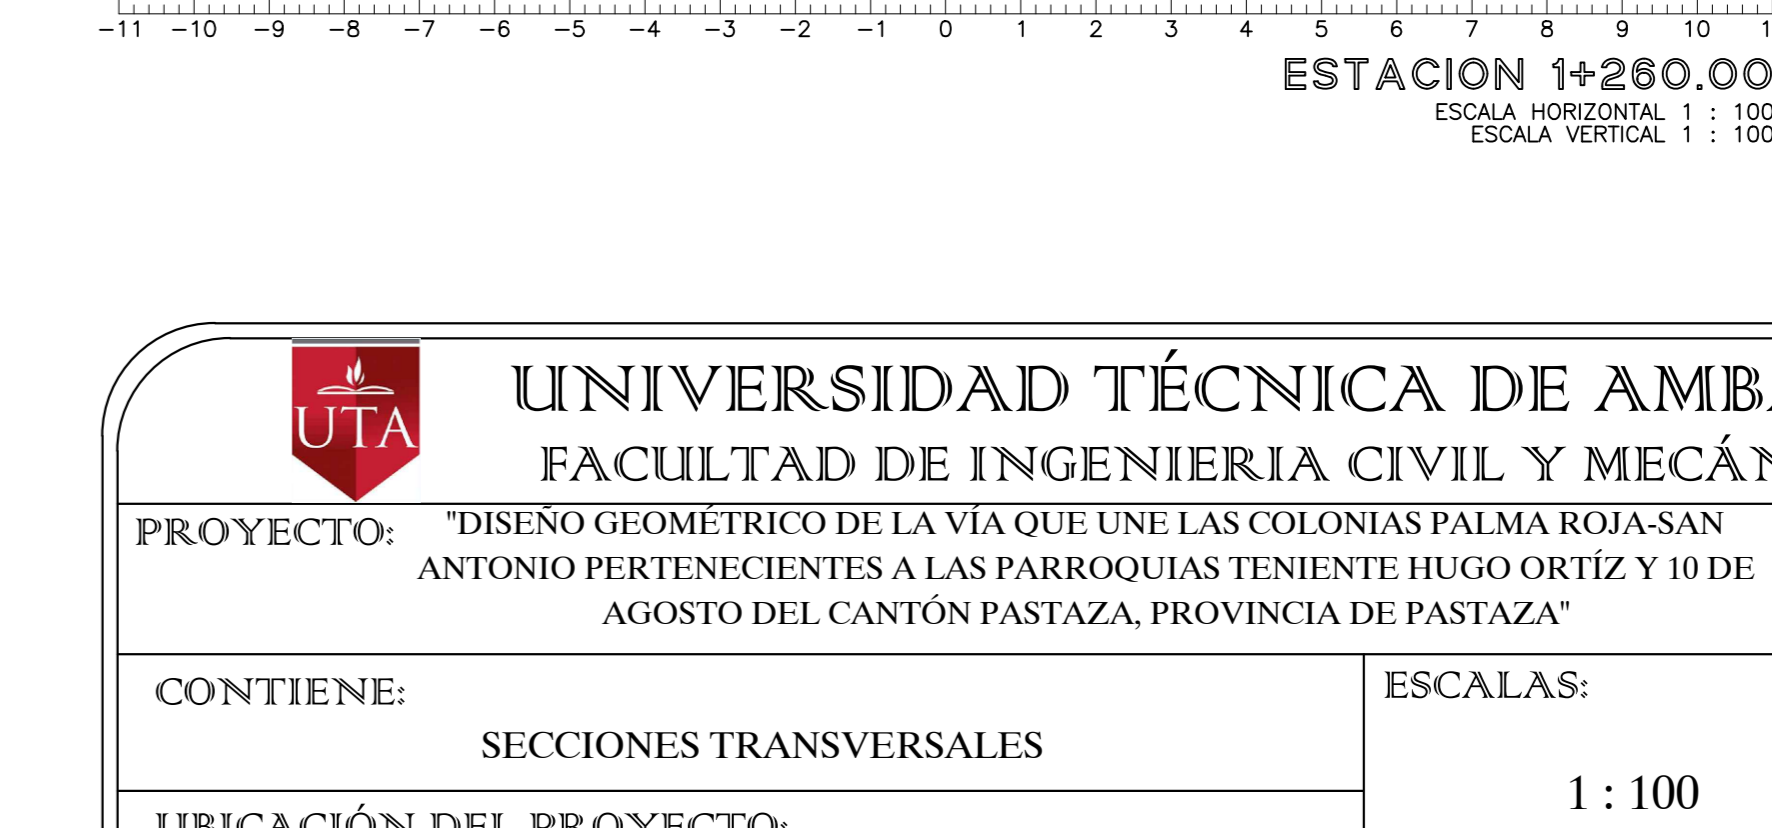 -11 -10 -9 -8 -7 -6 -5 -4 -3 -2 -1 0 1 2 3 4 5 6 7 8 9 10
ESTACION 1+260.00
ESCALA HORIZONTAL 1 : 100
ESCALA VERTICAL 1 : 100
UTA
UNIVERSIDAD TÉCNICA DE AMBA
FACULTAD DE INGENIERIA CIVIL Y MECÁN
PROYECTO: "DISEÑO GEOMÉTRICO DE LA VÍA QUE UNE LAS COLONIAS PALMA ROJA-SAN
ANTONIO PERTENECIENTES A LAS PARROQUIAS TENIENTE HUGO ORTÍZ Y 10 DE
AGOSTO DEL CANTÓN PASTAZA, PROVINCIA DE PASTAZA"
CONTIENE:
SECCIONES TRANSVERSALES
ESCALAS:
1 : 100
UBICACIÓN DEL PROYECTO: